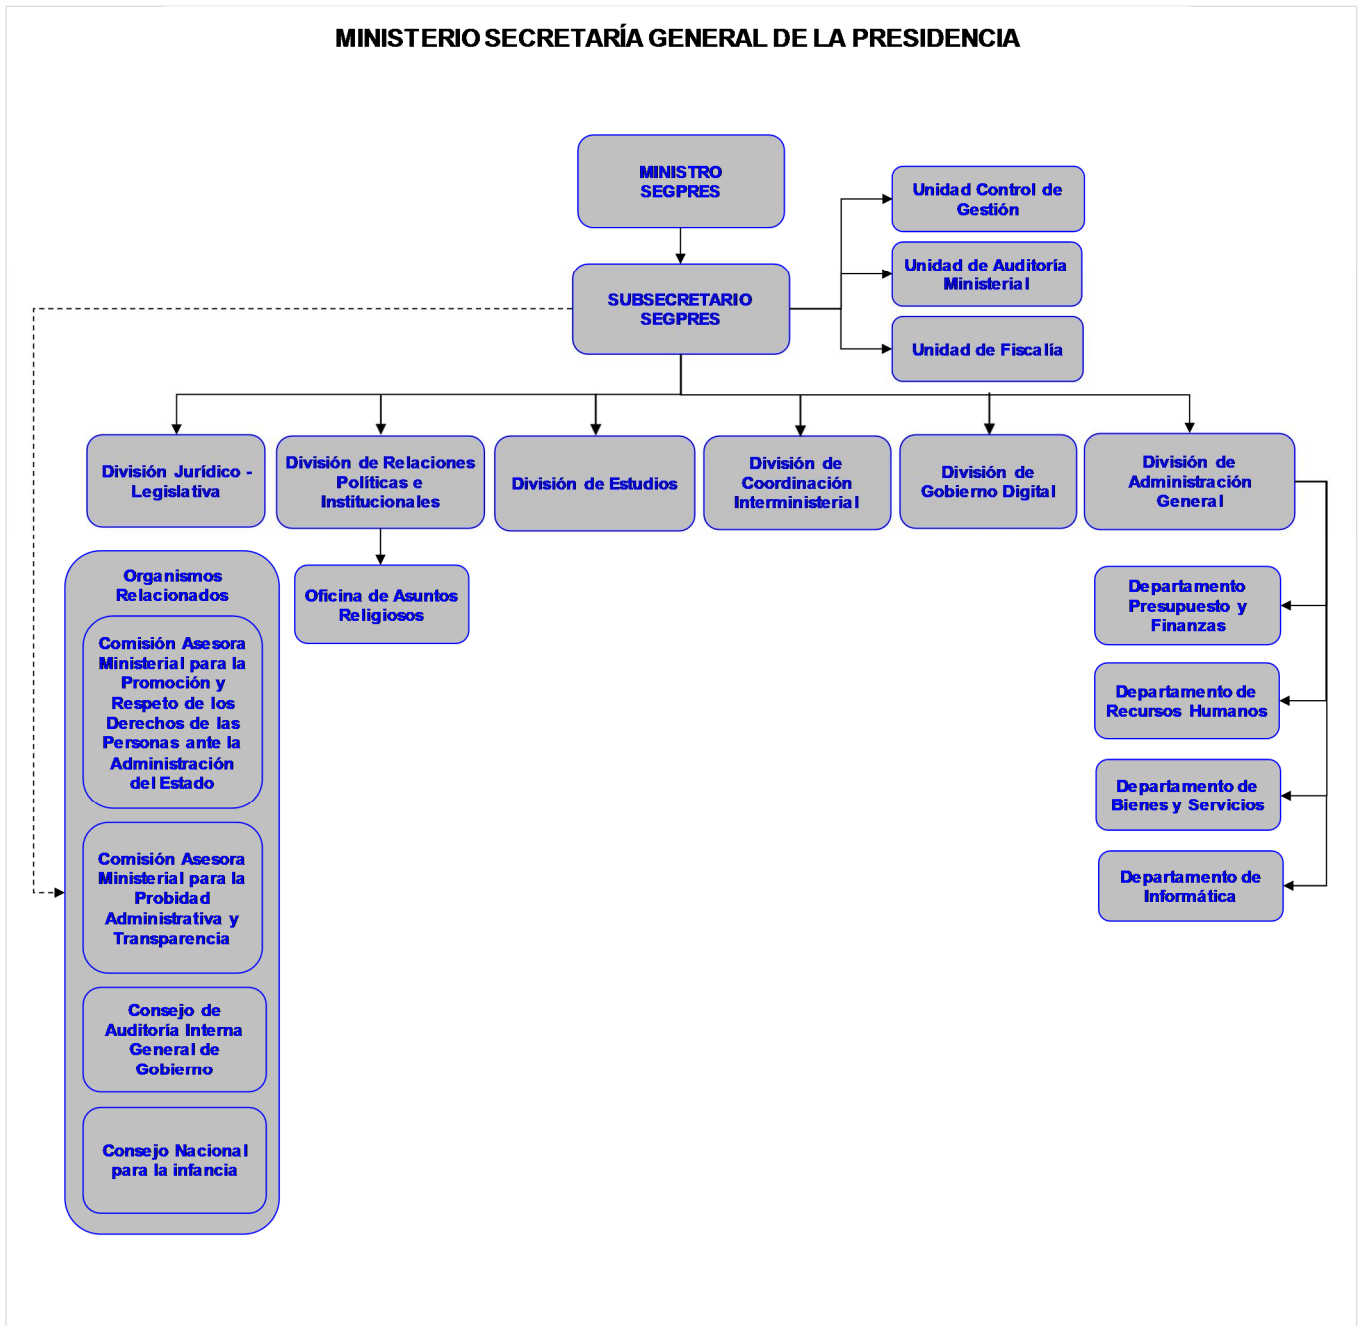 MINISTERIO SECRETARÍA GENERAL DE LA PRESIDENCIA
MINISTRO
SEGPRES
Unidad Control de
Gestión
Unidad de Auditoría
Ministerial
SUBSECRETARIO
SEGPRES
Unidad de Fiscalía
División Jurídico -
Legislativa
División de Relaciones
Políticas e
Institucionales
División de Estudios
División de
Coordinación
Interministerial
División de
Gobierno Digital
División de
Administración
General
Organismos
Relacionados
Comisión Asesora
Ministerial para la
Promoción y
Respeto de los
Derechos de las
Personas ante la
Administración
del Estado
Comisión Asesora
Ministerial para la
Probidad
Administrativa y
Transparencia
Consejo de
Auditoría Interna
General de
Gobierno
Consejo Nacional
para la infancia
Oficina de Asuntos
Religiosos
Departamento
Presupuesto y
Finanzas
Departamento de
Recursos Humanos
Departamento de
Bienes y Servicios
Departamento de
Informática